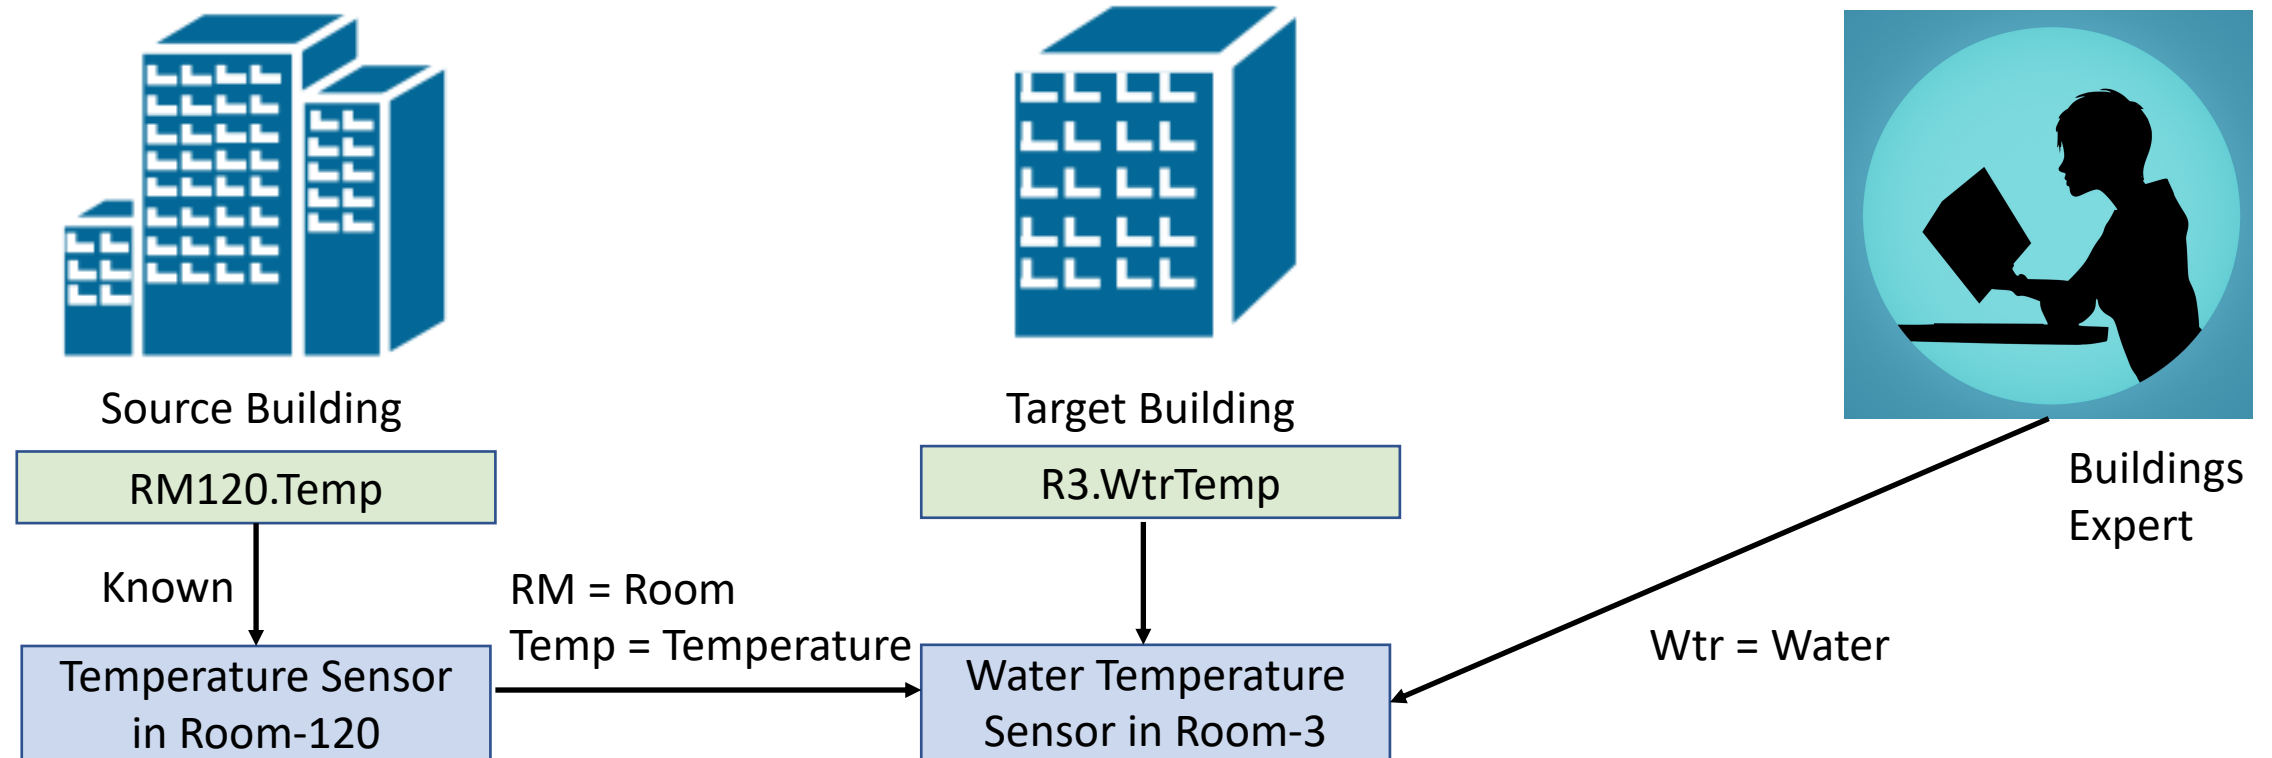 Source Building
Target Building
RM120.Temp
R3.WtrTemp
Buildings
Expert
Known
RM = Room
Temp = Temperature
Wtr = Water
Temperature Sensor
in Room-120
Water Temperature
Sensor in Room-3